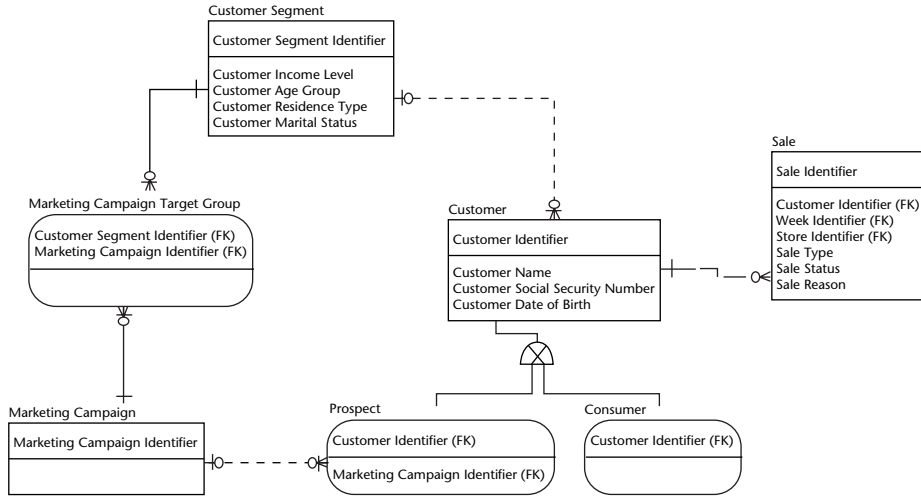 Customer Segment
Customer Segment Identifier
Customer Income Level
Customer Age Group
Customer Residence Type
Customer Marital Status
Sale
Sale Identifier
Customer Identifier (FK)
Week Identifier (FK)
Store Identifier (FK)
Sale Type
Sale Status
Sale Reason
Marketing Campaign Target Group
Customer Segment Identifier (FK)
Marketing Campaign Identifier (FK)
Customer
Customer Identifier
Customer Name
Customer Social Security Number
Customer Date of Birth
Marketing Campaign
Marketing Campaign Identifier
Prospect
Customer Identifier (FK)
Marketing Campaign Identifier (FK)
Consumer
Customer Identifier (FK)